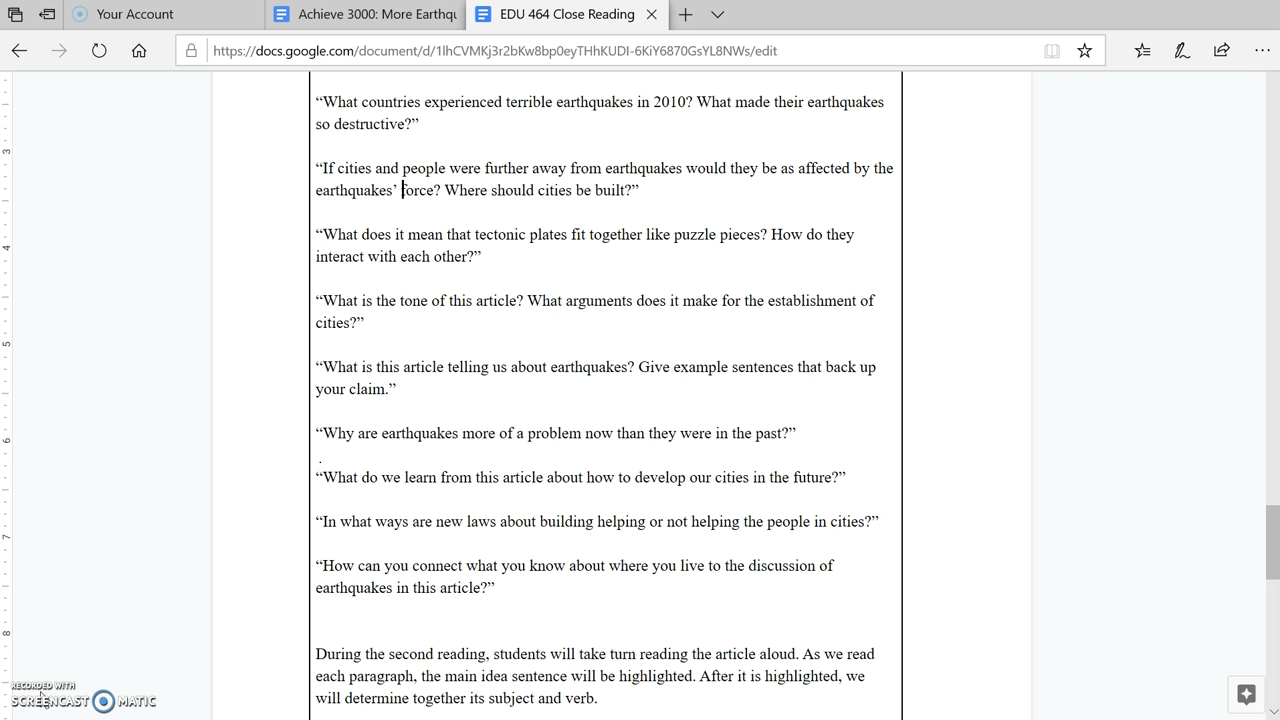 Your Account
Achieve 3000: More Earthqu
EDU 464 Close Reading
https://docs.google.com/document/d/1lhCVMKj3r2bKw8bp0eyTHhKUDI-6KiY6870GsYL8NWs/edit
“What countries experienced terrible earthquakes in 2010? What made their earthquakes
so destructive?”
“If cities and people were further away from earthquakes would they be as affected by the
earthquakes’ force? Where should cities be built?”
“What does it mean that tectonic plates fit together like puzzle pieces? How do they
interact with each other?”
“What is the tone of this article? What arguments does it make for the establishment of
cities?”
“What is this article telling us about earthquakes? Give example sentences that back up
your claim.”
“Why are earthquakes more of a problem now than they were in the past?”
.
“What do we learn from this article about how to develop our cities in the future?”
“In what ways are new laws about building helping or not helping the people in cities?”
“How can you connect what you know about where you live to the discussion of
earthquakes in this article?”
During the second reading, students will take turn reading the article aloud. As we read
each paragraph, the main idea sentence will be highlighted. After it is highlighted, we
will determine together its subject and verb.
3
4
5
6
7
8
RECORDED WITH
SCREENCAST MATIC